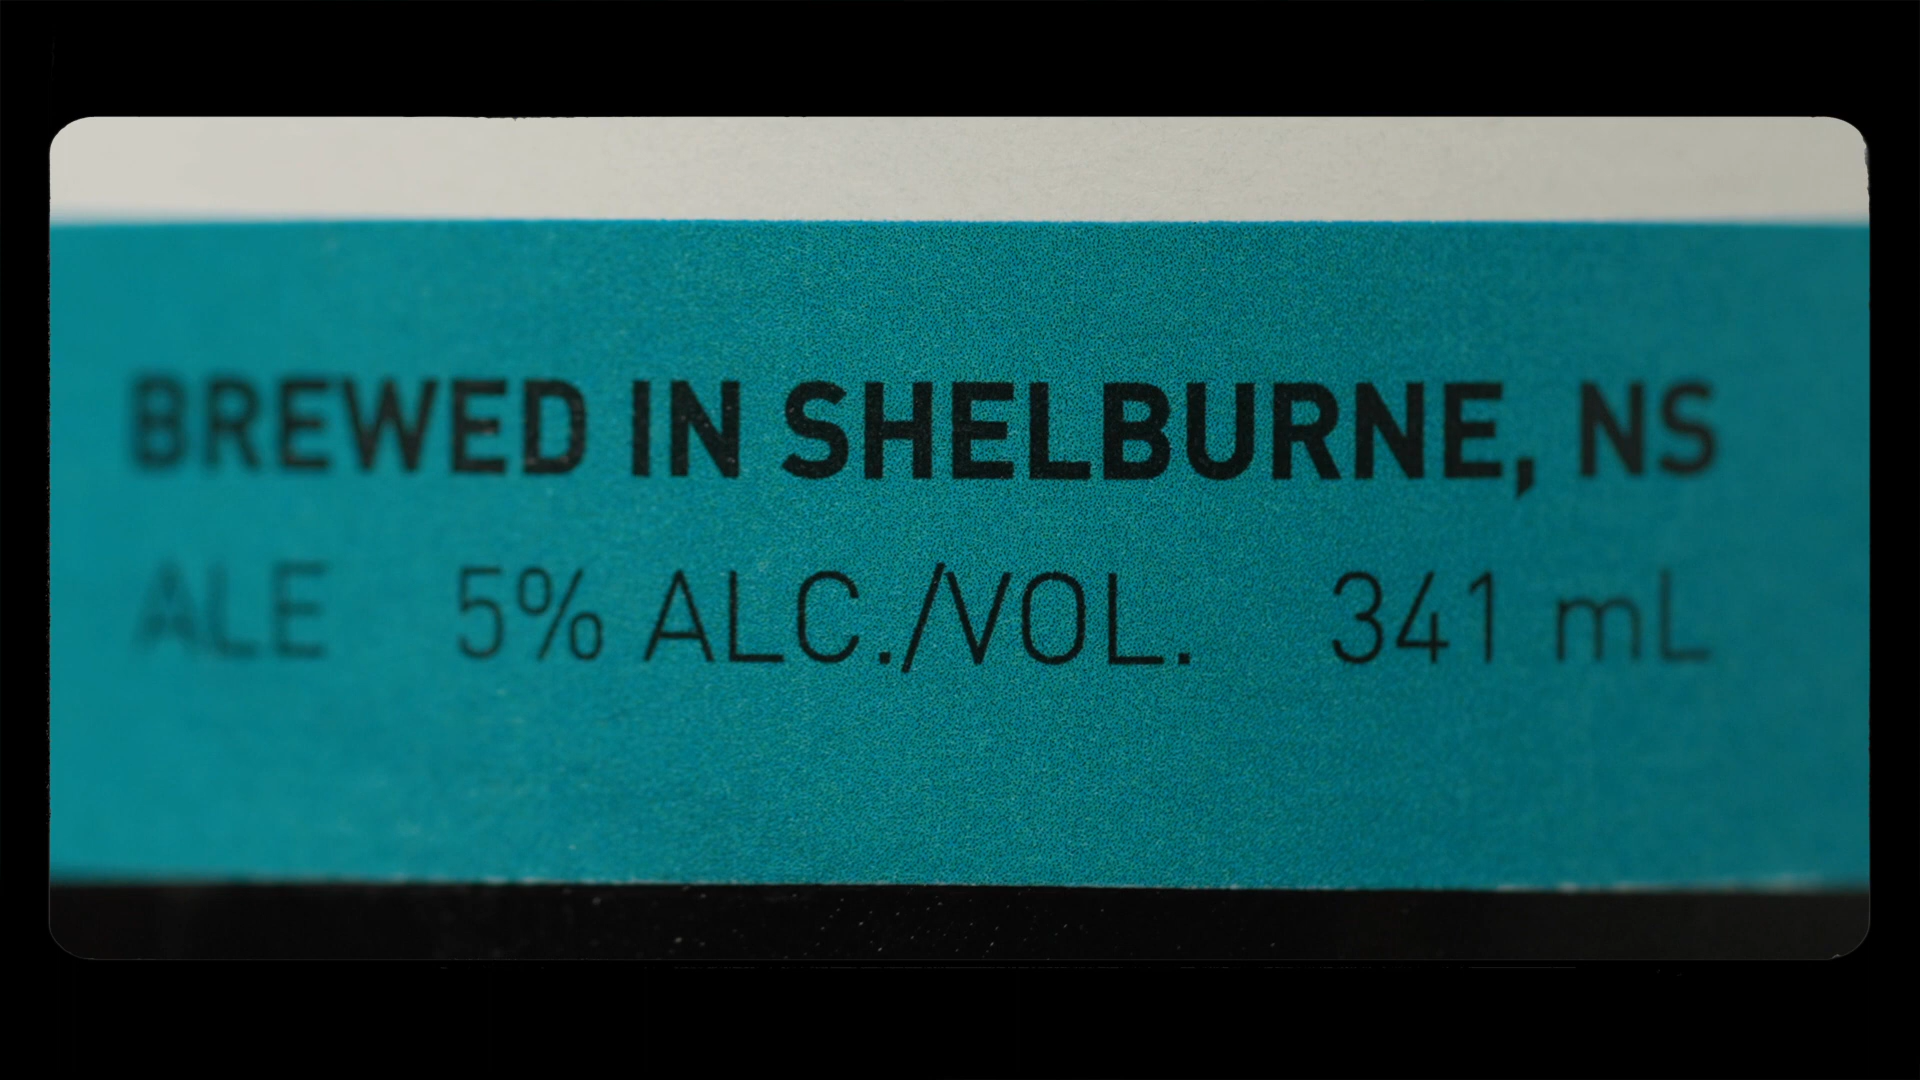 BREWED IN SHELBURNE, NS
ALE 5% ALC./VOL. 341 mL